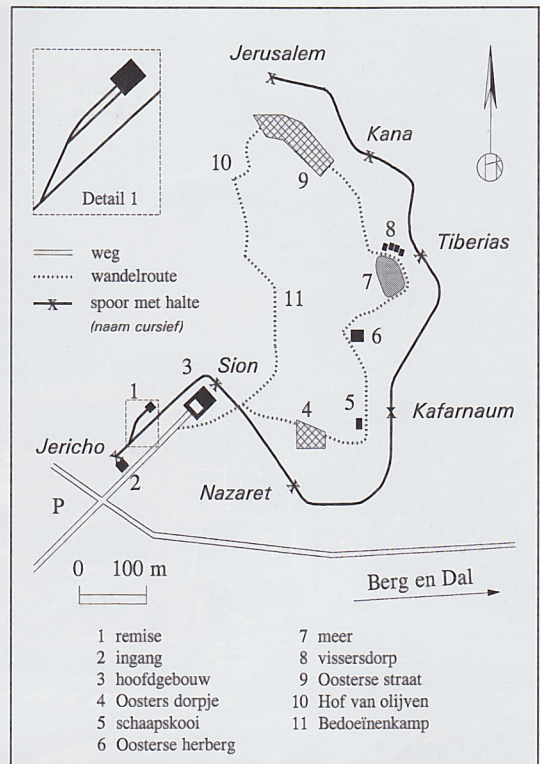 Jerusalem
Kana
10
9
Detail 1
8
Tiberias
weg
wandelroute
7
spoor met halte
(naam cursief)
11
6
3 Sion
1
4
5
Kafarnaum
Jericho
2
Nazaret
P
0 100 m
Berg en Dal
1 remise
2 ingang
3 hoofdgebouw
4 Oosters dorpje
5 schaapskooi
6 Oosterse herberg
7 meer
8 vissersdorp
9 Oosterse straat
10 Hof van olijven
11 Bedoeïnenkamp